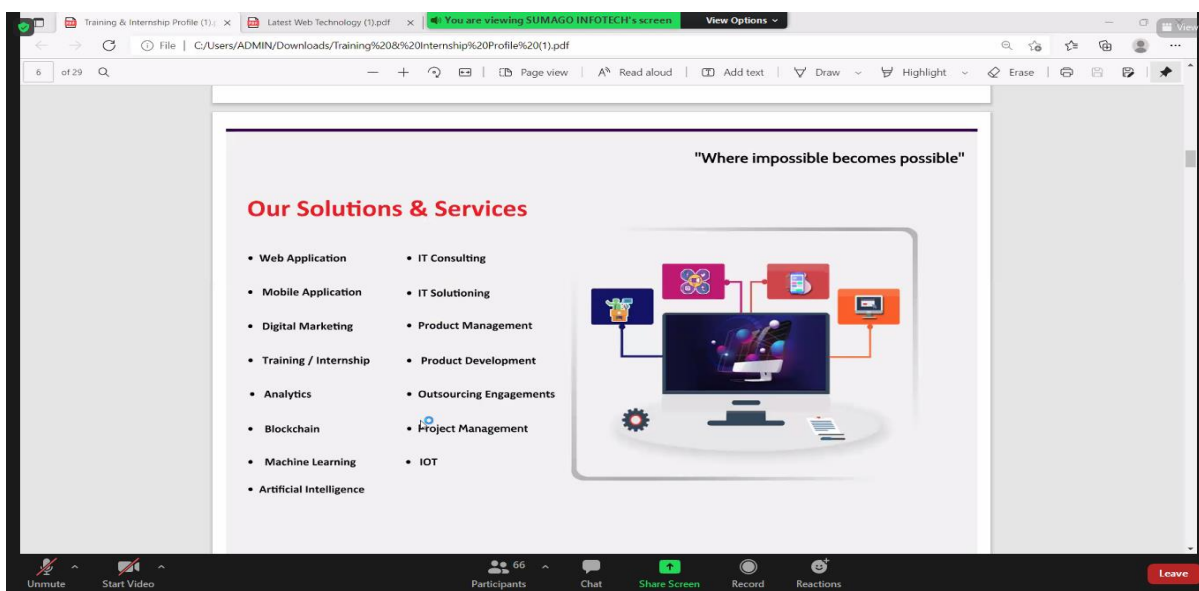 Training & Internship Profile (1).p
Latest Web Technology (1).pdf
You are viewing SUMAGO INFOTECH's screen
View Options
View
File
C:/Users/ADMIN/Downloads/Training%20&%20Internship%20Profile%20(1).pdf
6 of 29
Page view
Read aloud
Add text
Draw
Highlight
Erase
"Where impossible becomes possible"
Our Solutions & Services
• Web Application
• Mobile Application
• Digital Marketing
• Training / Internship
• Analytics
• Blockchain
• Machine Learning
• Artificial Intelligence
• IT Consulting
• IT Solutioning
• Product Management
• Product Development
• Outsourcing Engagements
• Project Management
• IOT
Unmute
Start Video
66
Participants
Chat
Share Screen
Record
Reactions
Leave